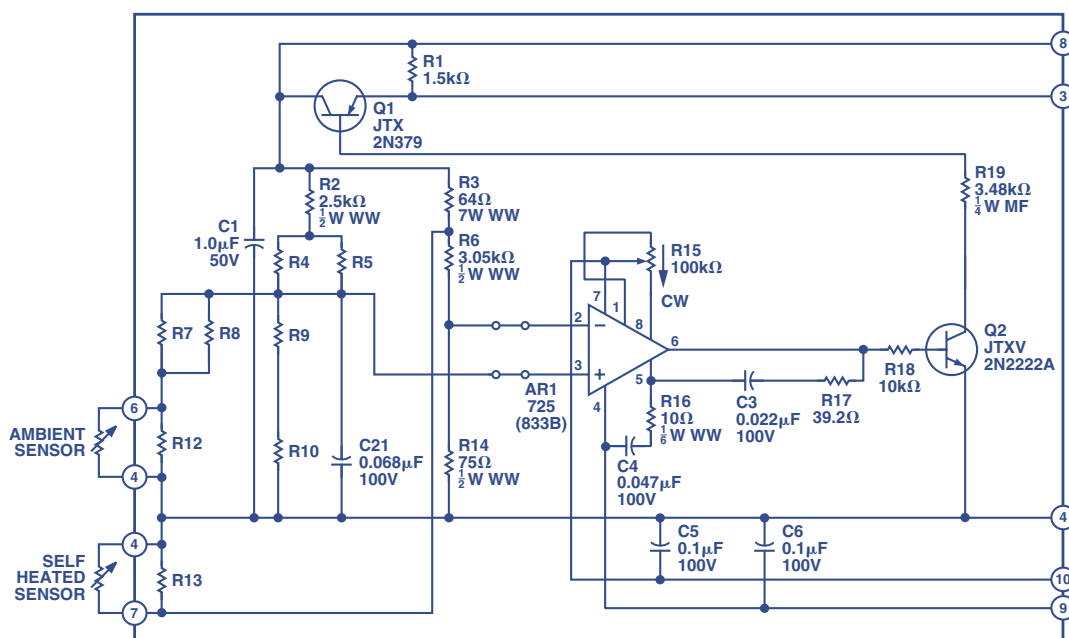 8
R1
1.5kΩ
3
Q1
JTX
2N379
R19
3.48kΩ
1/4 W MF
R2
2.5kΩ
1/2 W WW
R3
64Ω
7W WW
C1
1.0μF
50V
R4
R5
R6
3.05kΩ
1/2 W WW
R15
100kΩ
CW
7
1
8
2
−
6
3
+
5
4
AR1
725
(833B)
R7
R8
R9
Q2
JTXV
2N2222A
R18
10kΩ
C3
0.022μF
100V
R17
39.2Ω
R16
10Ω
1/6 W WW
C4
0.047μF
100V
6
AMBIENT
SENSOR
4
R12
R10
C21
0.068μF
100V
R14
75Ω
1/2 W WW
4
4
SELF
HEATED
SENSOR
7
R13
C5
0.1μF
100V
C6
0.1μF
100V
10
9